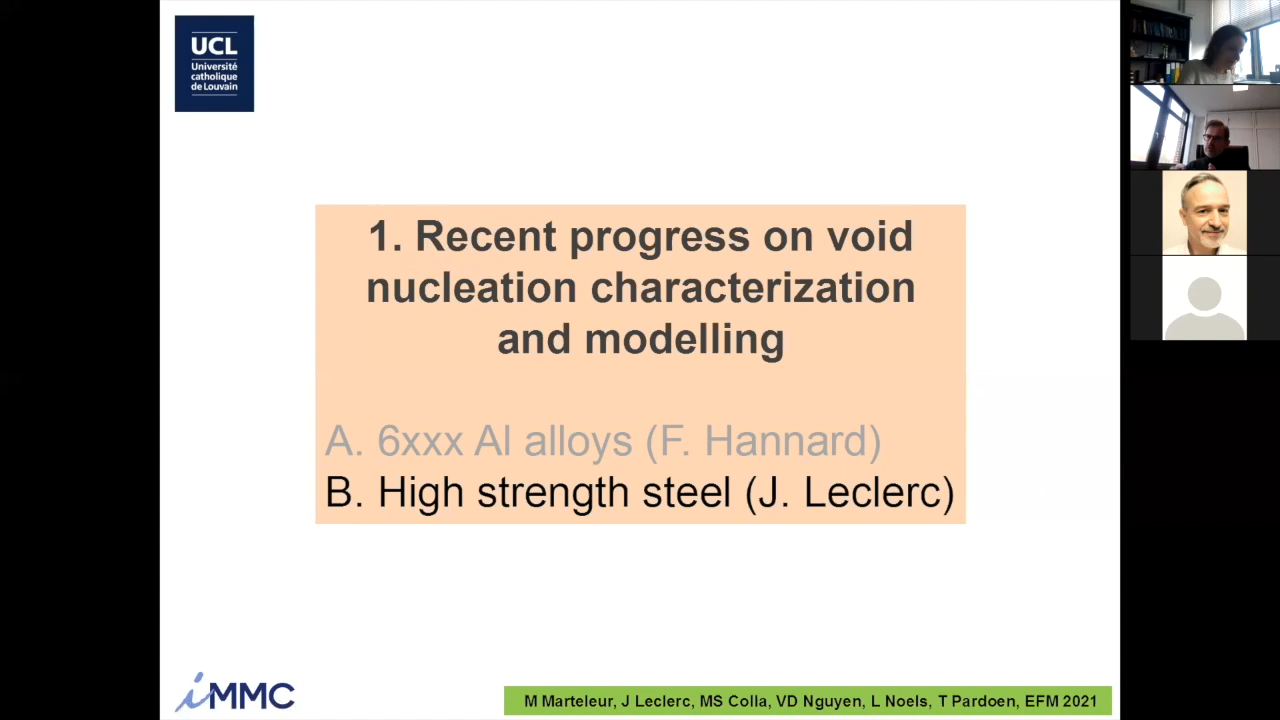 UCL
Université
catholique
de Louvain
1. Recent progress on void
nucleation characterization
and modelling
A. 6xxx Al alloys (F. Hannard)
B. High strength steel (J. Leclerc)
iMMC
M Marteleur, J Leclerc, MS Colla, VD Nguyen, L Noels, T Pardoen, EFM 2021